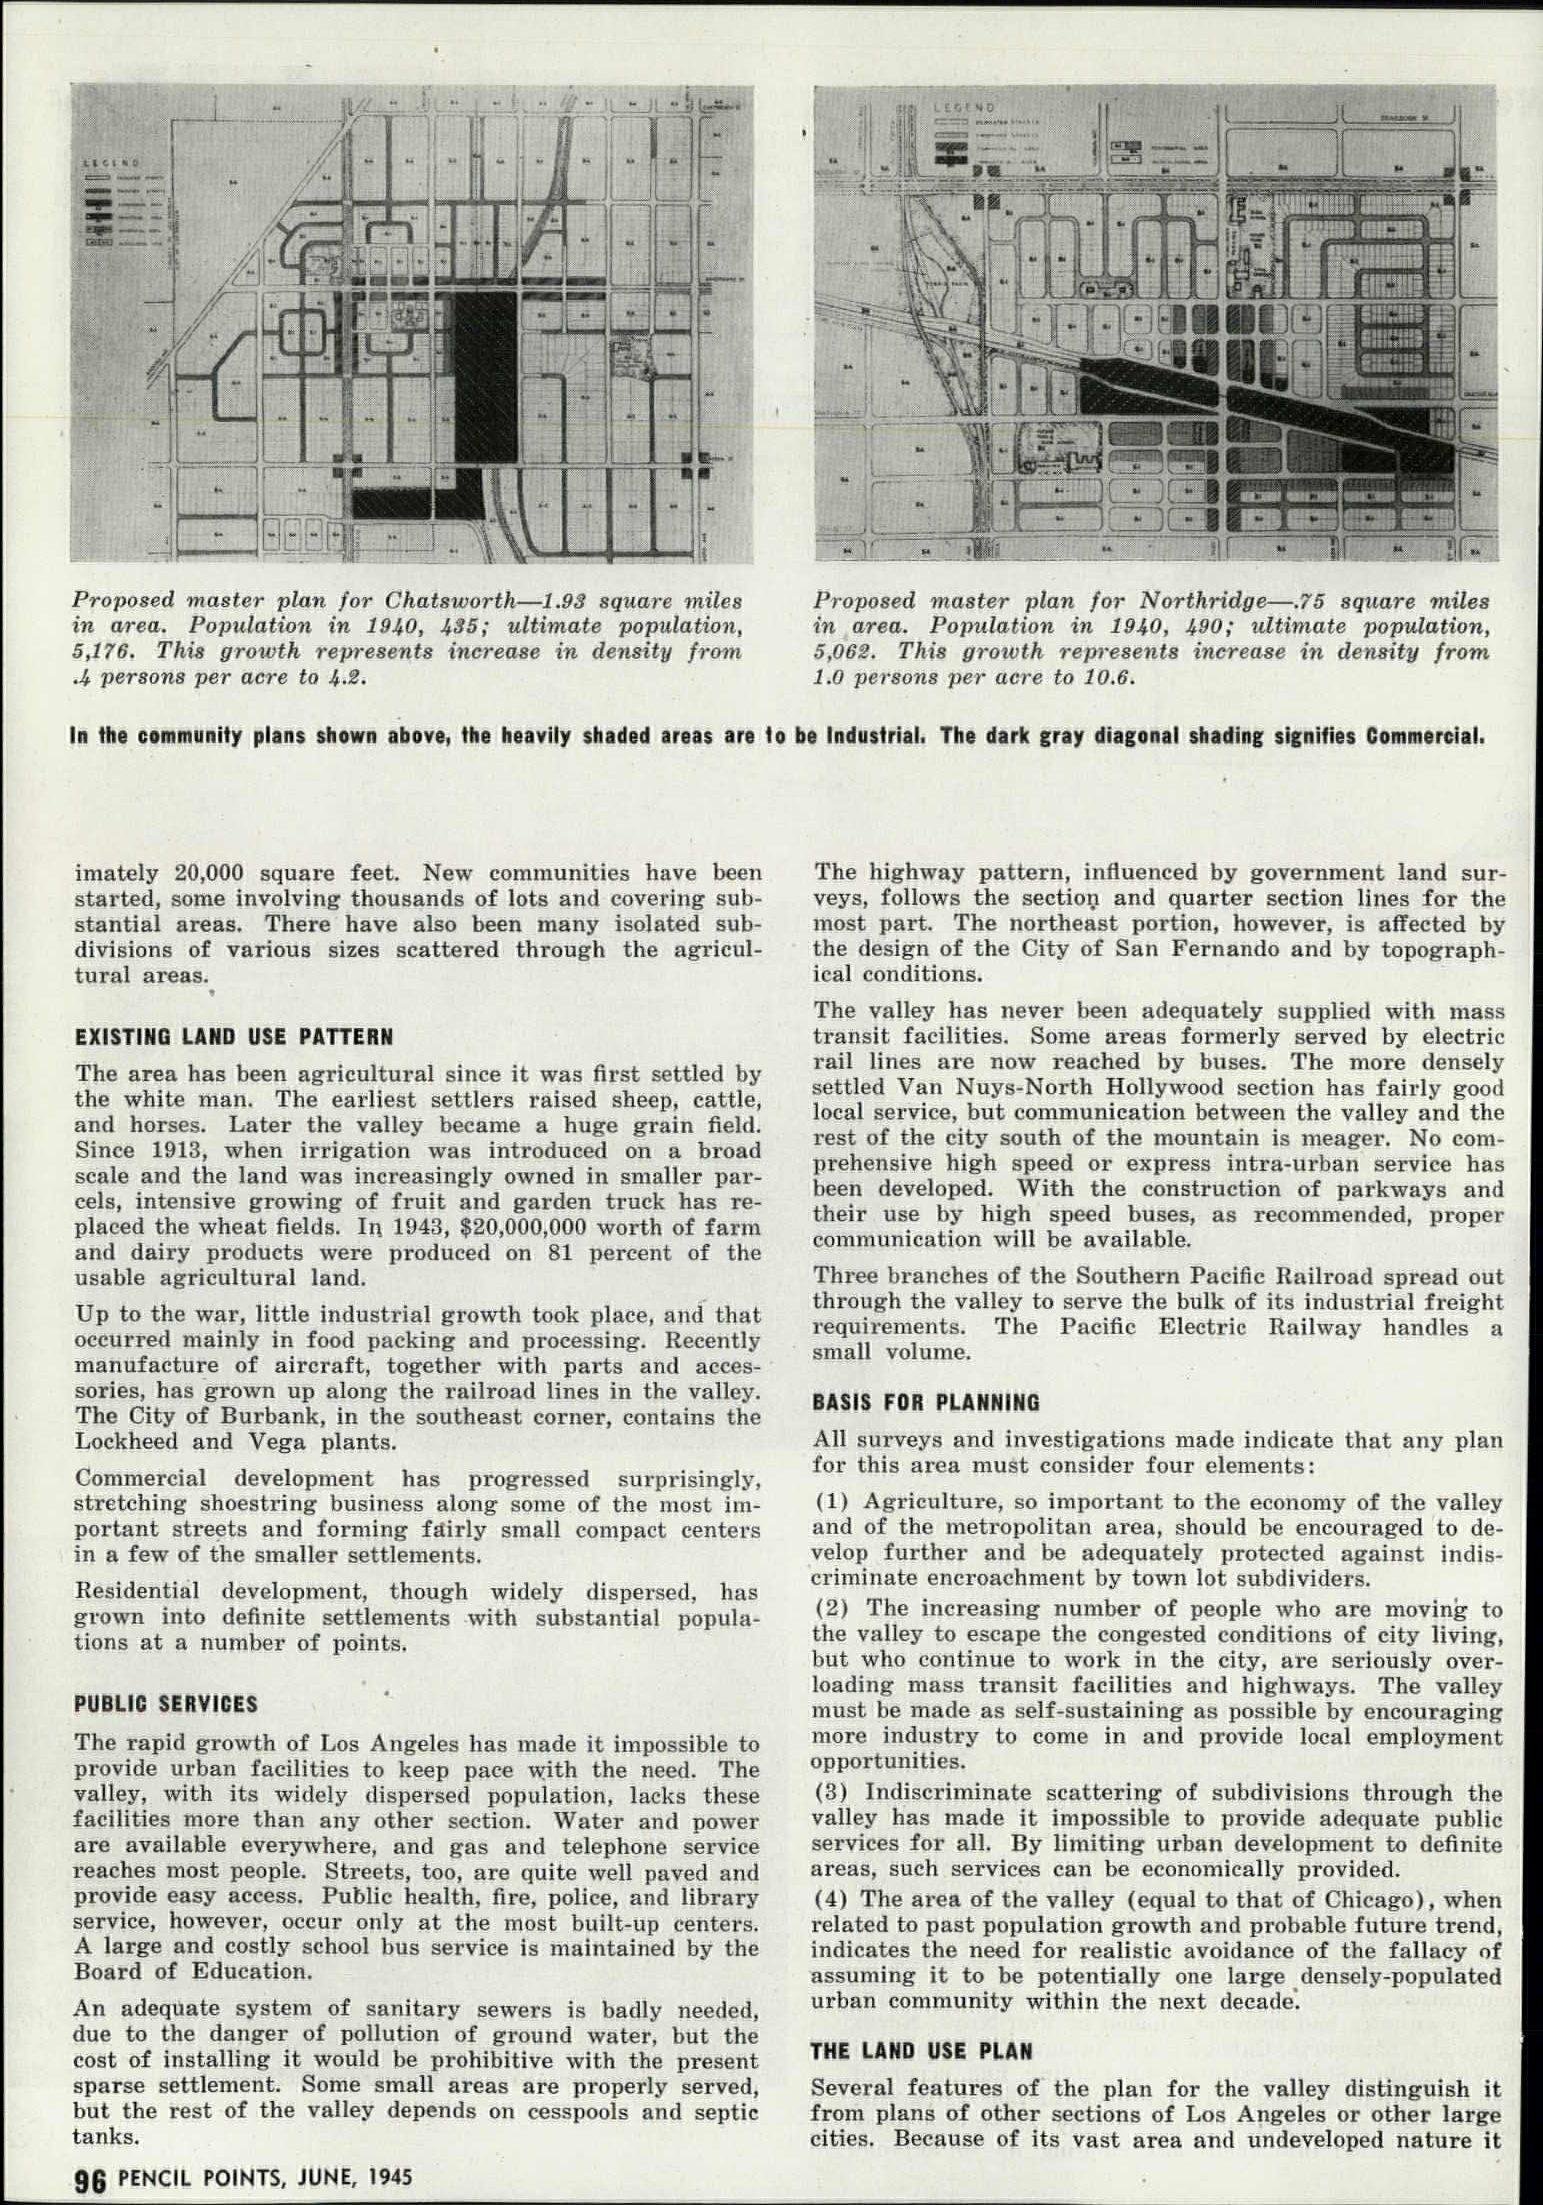 LEGEND
LEGEND
Proposed master plan for Chatsworth—1.93 square miles
in area. Population in 1940, 435; ultimate population,
5,176. This growth represents increase in density from
.4 persons per acre to 4.2.
Proposed master plan for Northridge—.75 square miles
in area. Population in 1940, 490; ultimate population,
5,062. This growth represents increase in density from
1.0 persons per acre to 10.6.
In the community plans shown above, the heavily shaded areas are to be Industrial. The dark gray diagonal shading signifies Commercial.
imately 20,000 square feet. New communities have been
started, some involving thousands of lots and covering sub-
stantial areas. There have also been many isolated sub-
divisions of various sizes scattered through the agricul-
tural areas.
EXISTING LAND USE PATTERN
The area has been agricultural since it was first settled by
the white man. The earliest settlers raised sheep, cattle,
and horses. Later the valley became a huge grain field.
Since 1913, when irrigation was introduced on a broad
scale and the land was increasingly owned in smaller par-
cels, intensive growing of fruit and garden truck has re-
placed the wheat fields. In 1943, $20,000,000 worth of farm
and dairy products were produced on 81 percent of the
usable agricultural land.
Up to the war, little industrial growth took place, and that
occurred mainly in food packing and processing. Recently
manufacture of aircraft, together with parts and acces-
sories, has grown up along the railroad lines in the valley.
The City of Burbank, in the southeast corner, contains the
Lockheed and Vega plants.
Commercial development has progressed surprisingly,
stretching shoestring business along some of the most im-
portant streets and forming fairly small compact centers
in a few of the smaller settlements.
Residential development, though widely dispersed, has
grown into definite settlements with substantial popula-
tions at a number of points.
PUBLIC SERVICES
The rapid growth of Los Angeles has made it impossible to
provide urban facilities to keep pace with the need. The
valley, with its widely dispersed population, lacks these
facilities more than any other section. Water and power
are available everywhere, and gas and telephone service
reaches most people. Streets, too, are quite well paved and
provide easy access. Public health, fire, police, and library
service, however, occur only at the most built-up centers.
A large and costly school bus service is maintained by the
Board of Education.
An adequate system of sanitary sewers is badly needed,
due to the danger of pollution of ground water, but the
cost of installing it would be prohibitive with the present
sparse settlement. Some small areas are properly served,
but the rest of the valley depends on cesspools and septic
tanks.
The highway pattern, influenced by government land sur-
veys, follows the section and quarter section lines for the
most part. The northeast portion, however, is affected by
the design of the City of San Fernando and by topograph-
ical conditions.
The valley has never been adequately supplied with mass
transit facilities. Some areas formerly served by electric
rail lines are now reached by buses. The more densely
settled Van Nuys-North Hollywood section has fairly good
local service, but communication between the valley and the
rest of the city south of the mountain is meager. No com-
prehensive high speed or express intra-urban service has
been developed. With the construction of parkways and
their use by high speed buses, as recommended, proper
communication will be available.
Three branches of the Southern Pacific Railroad spread out
through the valley to serve the bulk of its industrial freight
requirements. The Pacific Electric Railway handles a
small volume.
BASIS FOR PLANNING
All surveys and investigations made indicate that any plan
for this area must consider four elements:
(1) Agriculture, so important to the economy of the valley
and of the metropolitan area, should be encouraged to de-
velop further and be adequately protected against indis-
criminate encroachment by town lot subdividers.
(2) The increasing number of people who are moving to
the valley to escape the congested conditions of city living,
but who continue to work in the city, are seriously over-
loading mass transit facilities and highways. The valley
must be made as self-sustaining as possible by encouraging
more industry to come in and provide local employment
opportunities.
(3) Indiscriminate scattering of subdivisions through the
valley has made it impossible to provide adequate public
services for all. By limiting urban development to definite
areas, such services can be economically provided.
(4) The area of the valley (equal to that of Chicago), when
related to past population growth and probable future trend,
indicates the need for realistic avoidance of the fallacy of
assuming it to be potentially one large densely-populated
urban community within the next decade.
THE LAND USE PLAN
Several features of the plan for the valley distinguish it
from plans of other sections of Los Angeles or other large
cities. Because of its vast area and undeveloped nature it
96 PENCIL POINTS, JUNE, 1945